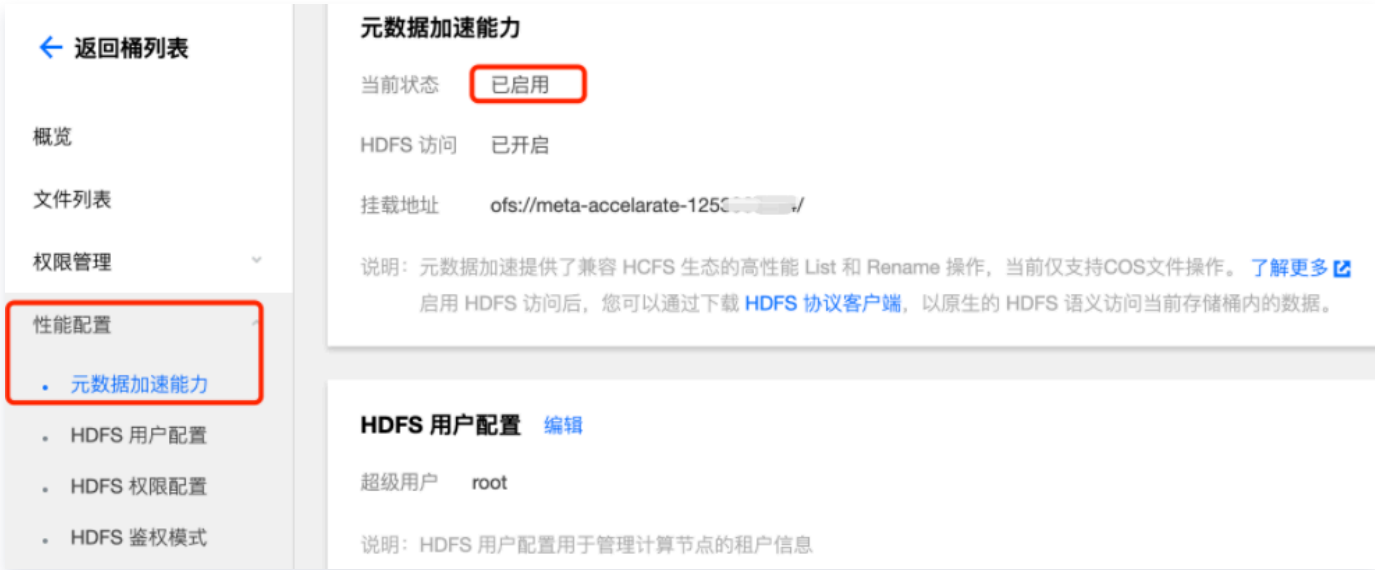 返回桶列表
概览
文件列表
权限管理
性能配置
元数据加速能力
HDFS 用户配置
HDFS 权限配置
HDFS 鉴权模式
元数据加速能力
当前状态 已启用
HDFS 访问 已开启
挂载地址 ofs://meta-accelarate-125
说明：元数据加速提供了兼容 HCFS 生态的高性能 List 和 Rename 操作，当前仅支持COS文件操作。 了解更多
启用 HDFS 访问后，您可以通过下载 HDFS 协议客户端，以原生的 HDFS 语义访问当前存储桶内的数据。
HDFS 用户配置 编辑
超级用户 root
说明：HDFS 用户配置用于管理计算节点的租户信息